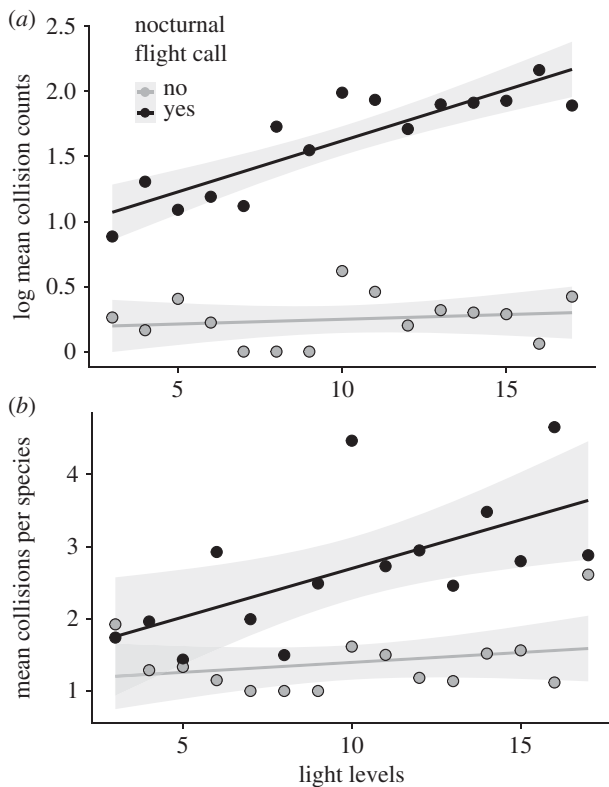 (a)
nocturnal
flight call
no
yes
log mean collision counts
2.5
2.0
1.5
1.0
0.5
0
5 10 15
(b)
mean collisions per species
4
3
2
1
5 10 15
light levels